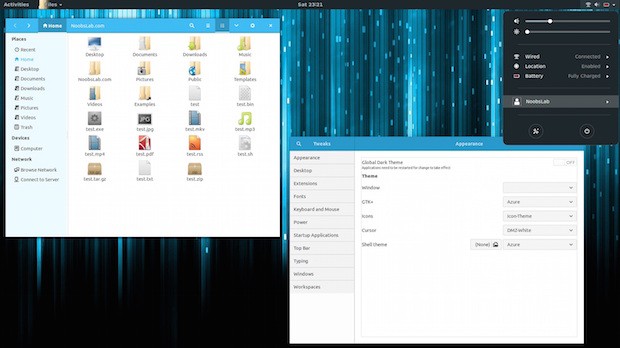 Activities
Files
Sat 23:21
Home
NoobsLab.com
Places
Recent
Home
Desktop
Documents
Downloads
Music
Pictures
Videos
Trash
Devices
Computer
Network
Browse Network
Connect to Server
Desktop Documents Downloads Music
NoobsLab.com Pictures Public Templates
Videos Examples test test.bin
test.exe test.jpg test.mkv test.mp3
test.mp4 test.pdf test.rss test.sh
test.tar.gz test.txt test.zip
Wired Connected
Location Enabled
Battery Fully Charged
NoobsLab
Tweaks
Appearance
Appearance
Desktop
Extensions
Fonts
Keyboard and Mouse
Power
Startup Applications
Top Bar
Typing
Windows
Workspaces
Global Dark Theme OFF
Applications need to be restarted for change to take effect
Theme
Window
GTK+ Azure
Icons Icon-Theme
Cursor DMZ-White
Shell theme (None) Azure